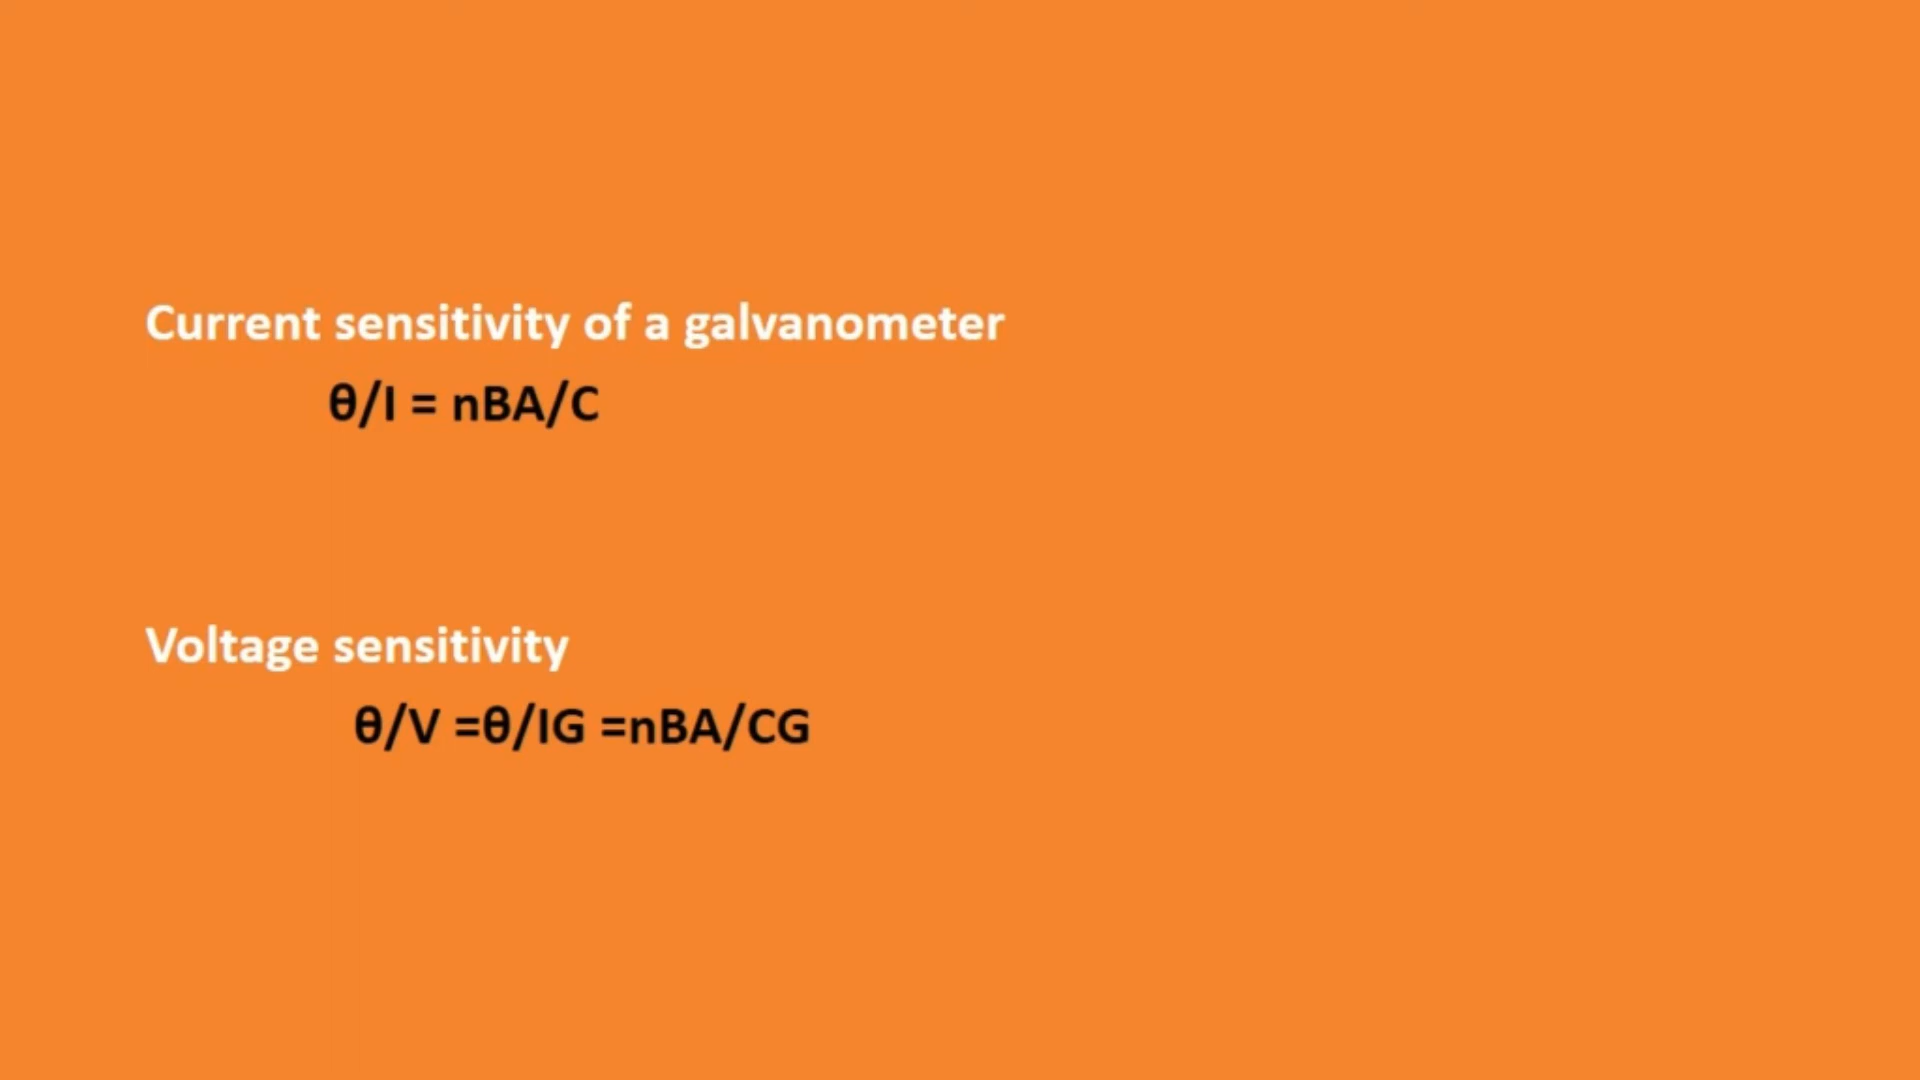 Current sensitivity of a galvanometer
θ/I = nBA/C
Voltage sensitivity
θ/V =θ/IG =nBA/CG